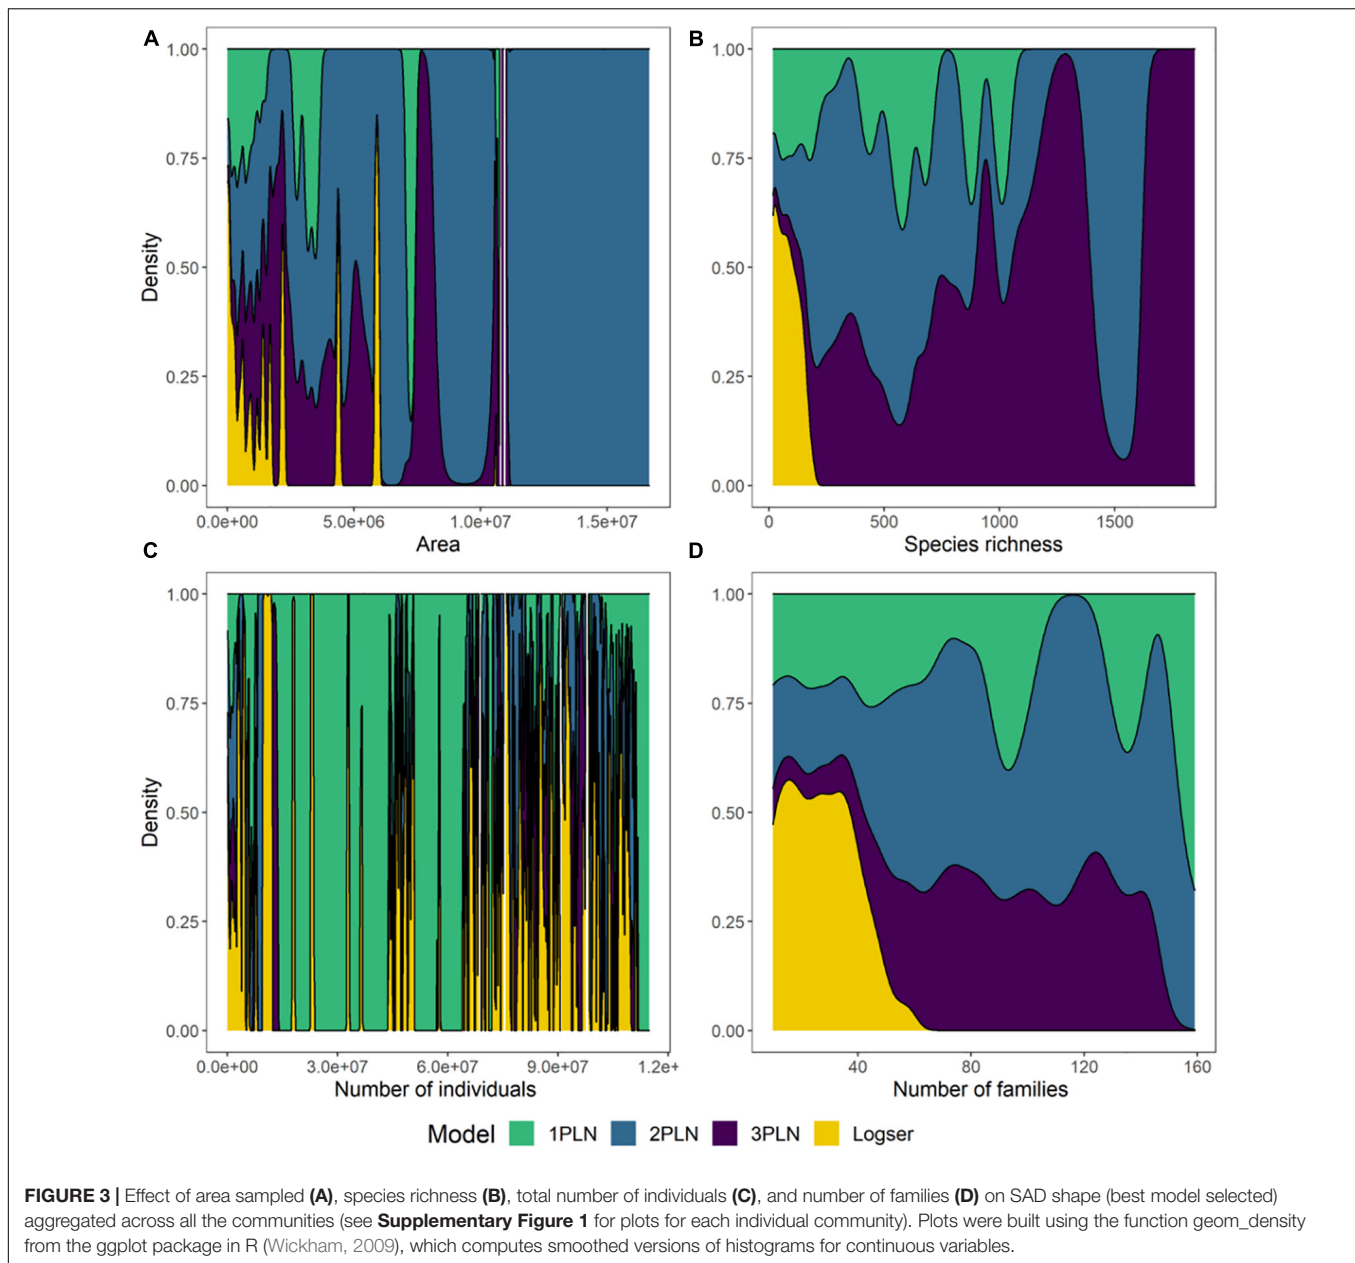 A
B
1.00
0.75
0.50
0.25
0.00
Density
0.0e+00 5.0e+06 1.0e+07 1.5e+07
Area
1.00
0.75
0.50
0.25
0.00
0 500 1000 1500
Species richness
C
D
1.00
0.75
0.50
0.25
0.00
Density
0.0e+00 3.0e+07 6.0e+07 9.0e+07 1.2e+
Number of individuals
1.00
0.75
0.50
0.25
0.00
40 80 120 160
Number of families
Model 1PLN 2PLN 3PLN Logser
FIGURE 3 | Effect of area sampled (A), species richness (B), total number of individuals (C), and number of families (D) on SAD shape (best model selected)
aggregated across all the communities (see Supplementary Figure 1 for plots for each individual community). Plots were built using the function geom_density
from the ggplot package in R (Wickham, 2009), which computes smoothed versions of histograms for continuous variables.